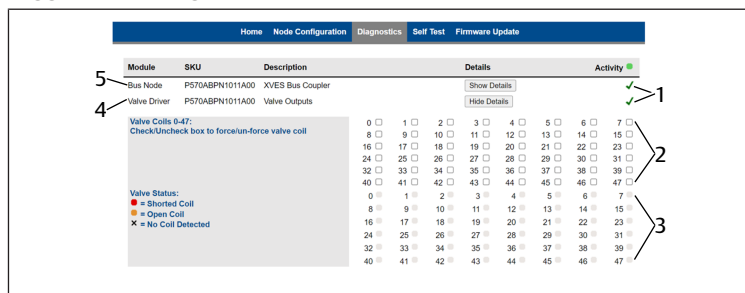 Home Node Configuration Diagnostics Self Test Firmware Update
Module SKU Description Details Activity
5 Bus Node P570ABPN1011A00 XVES Bus Coupler Show Details 1
4 Valve Driver P570ABPN1011A00 Valve Outputs Hide Details
Valve Coils 0-47: 0 1 2 3 4 5 6 7
Check/Uncheck box to force/un-force valve coil 8 9 10 11 12 13 14 15
16 17 18 19 20 21 22 23
24 25 26 27 28 29 30 31 2
32 33 34 35 36 37 38 39
40 41 42 43 44 45 46 47
Valve Status: 0 1 2 3 4 5 6 7
= Shorted Coil 8 9 10 11 12 13 14 15
= Open Coil 16 17 18 19 20 21 22 23 3
× = No Coil Detected 24 25 26 27 28 29 30 31
32 33 34 35 36 37 38 39
40 41 42 43 44 45 46 47